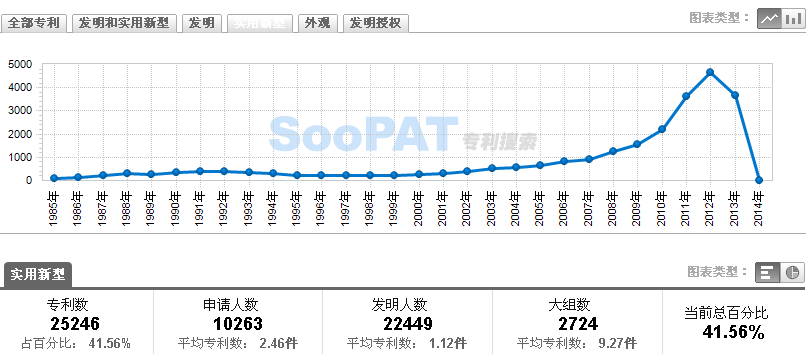 图表类型：
全部专利 发明和实用新型 发明 实用新型 外观 发明授权
5000
4000
3000
2000
1000
0
SooPAT 专利搜索
1985年 1986年 1987年 1988年 1989年 1990年 1991年 1992年 1993年 1994年 1995年 1996年 1997年 1998年 1999年 2000年 2001年 2002年 2003年 2004年 2005年 2006年 2007年 2008年 2009年 2010年 2011年 2012年 2013年 2014年
实用新型 图表类型：
专利数 申请人数 发明人数 大组数 当前总百分比
25246 10263 22449 2724 41.56%
占百分比： 41.56% 平均专利数： 2.46件 平均专利数： 1.12件 平均专利数： 9.27件